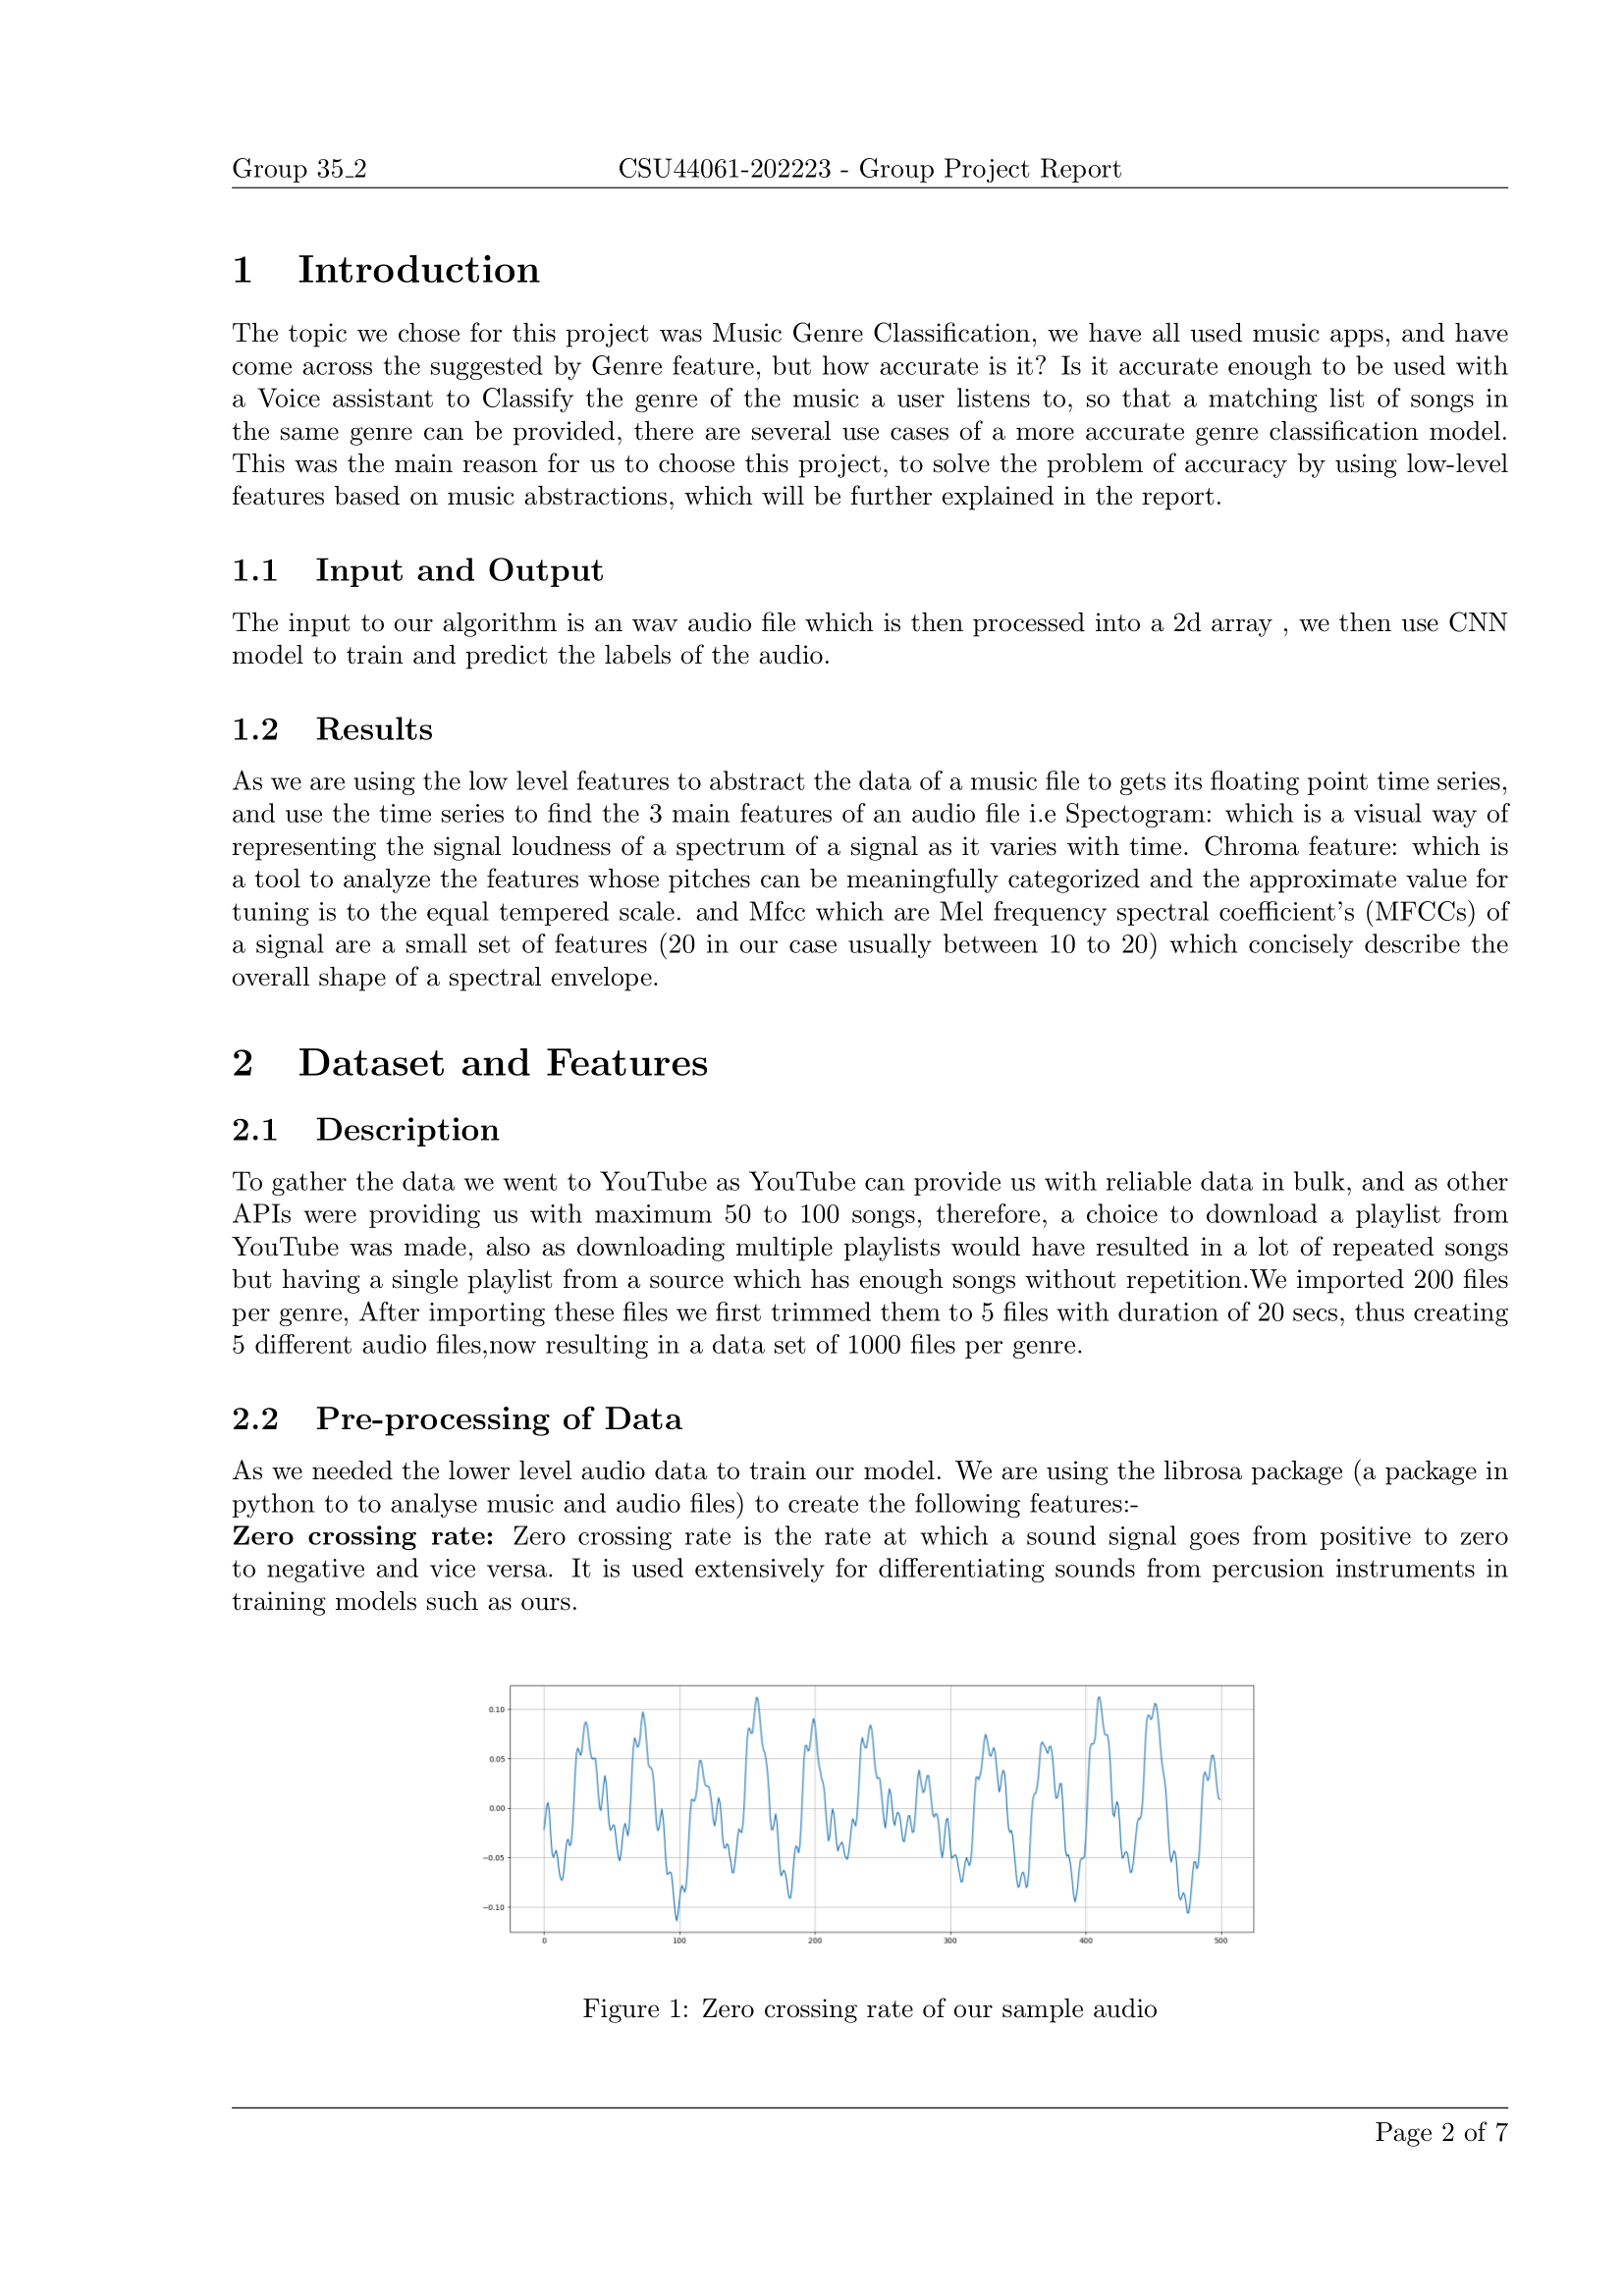 Group 35_2 CSU44061-202223 - Group Project Report
1 Introduction
The topic we chose for this project was Music Genre Classification, we have all used music apps, and have
come across the suggested by Genre feature, but how accurate is it? Is it accurate enough to be used with
a Voice assistant to Classify the genre of the music a user listens to, so that a matching list of songs in
the same genre can be provided, there are several use cases of a more accurate genre classification model.
This was the main reason for us to choose this project, to solve the problem of accuracy by using low-level
features based on music abstractions, which will be further explained in the report.
1.1 Input and Output
The input to our algorithm is an wav audio file which is then processed into a 2d array , we then use CNN
model to train and predict the labels of the audio.
1.2 Results
As we are using the low level features to abstract the data of a music file to gets its floating point time series,
and use the time series to find the 3 main features of an audio file i.e Spectogram: which is a visual way of
representing the signal loudness of a spectrum of a signal as it varies with time. Chroma feature: which is
a tool to analyze the features whose pitches can be meaningfully categorized and the approximate value for
tuning is to the equal tempered scale. and Mfcc which are Mel frequency spectral coefficient's (MFCCs) of
a signal are a small set of features (20 in our case usually between 10 to 20) which concisely describe the
overall shape of a spectral envelope.
2 Dataset and Features
2.1 Description
To gather the data we went to YouTube as YouTube can provide us with reliable data in bulk, and as other
APIs were providing us with maximum 50 to 100 songs, therefore, a choice to download a playlist from
YouTube was made, also as downloading multiple playlists would have resulted in a lot of repeated songs
but having a single playlist from a source which has enough songs without repetition.We imported 200 files
per genre, After importing these files we first trimmed them to 5 files with duration of 20 secs, thus creating
5 different audio files,now resulting in a data set of 1000 files per genre.
2.2 Pre-processing of Data
As we needed the lower level audio data to train our model. We are using the librosa package (a package in
python to to analyse music and audio files) to create the following features:-
Zero crossing rate: Zero crossing rate is the rate at which a sound signal goes from positive to zero
to negative and vice versa. It is used extensively for differentiating sounds from percusion instruments in
training models such as ours.
0.10
0.05
0.00
−0.05
−0.10
0 100 200 300 400 500
Figure 1: Zero crossing rate of our sample audio
Page 2 of 7